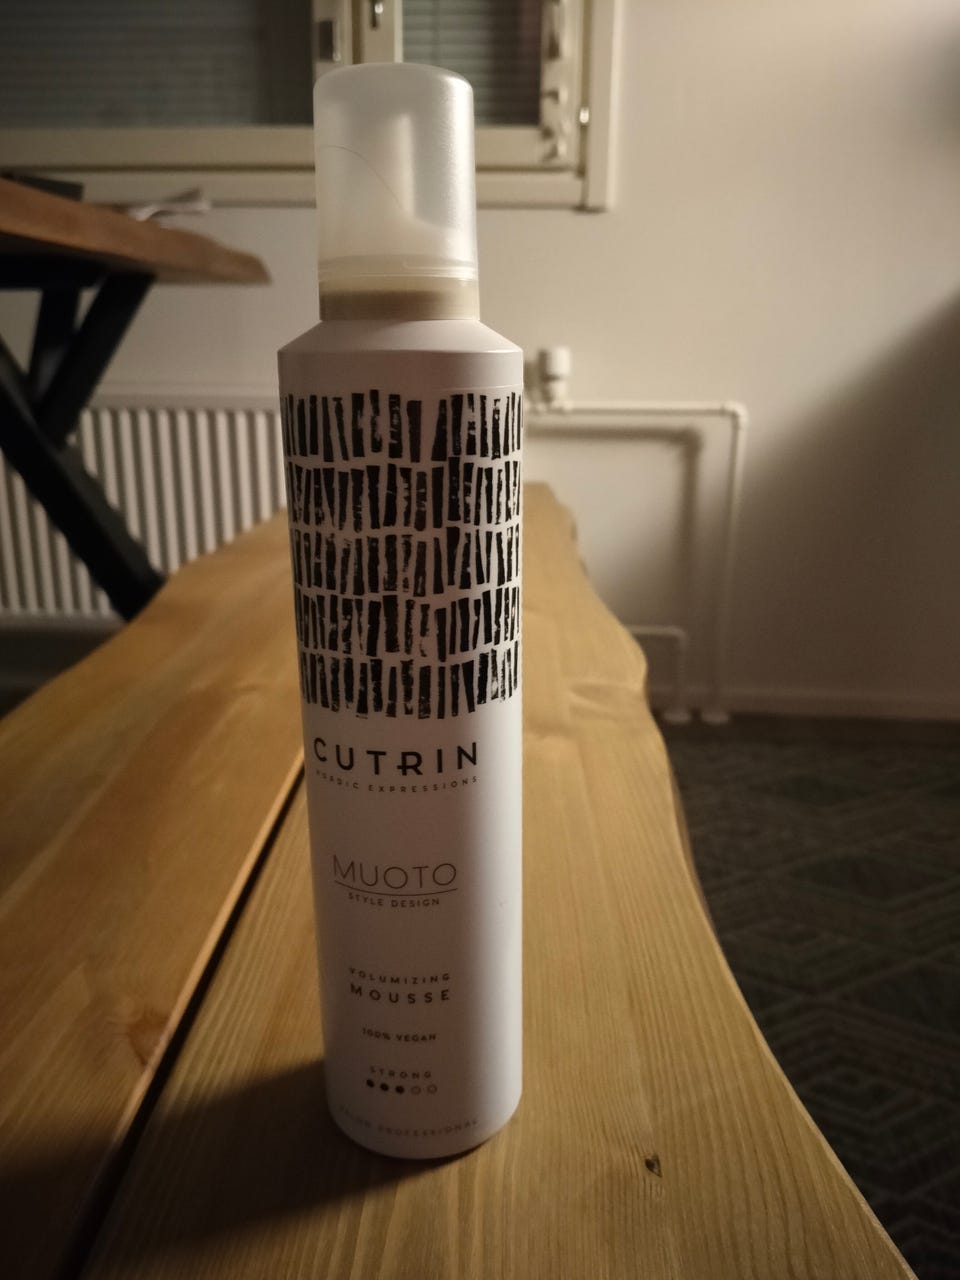 CUTRIN
NORDIC EXPRESSIONS
MUOTO
STYLE DESIGN
VOLUMIZING
MOUSSE
100% VEGAN
STRONG
SALON PROFESSIONAL